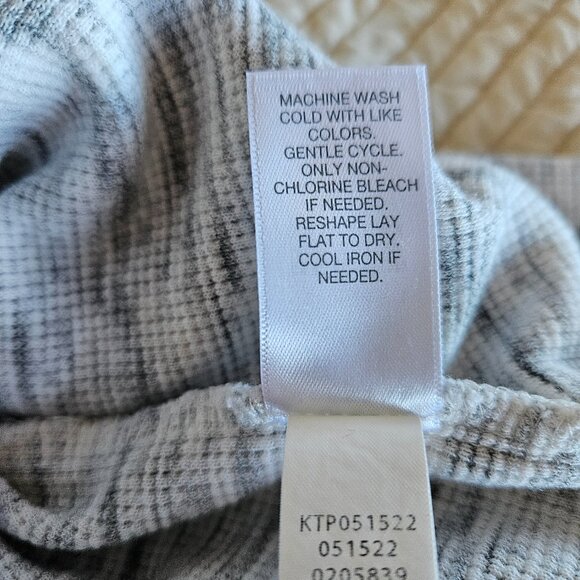 MACHINE WASH
COLD WITH LIKE
COLORS.
GENTLE CYCLE.
ONLY NON-
CHLORINE BLEACH
IF NEEDED.
RESHAPE LAY
FLAT TO DRY.
COOL IRON IF
NEEDED.
KTP051522
051522
0205839